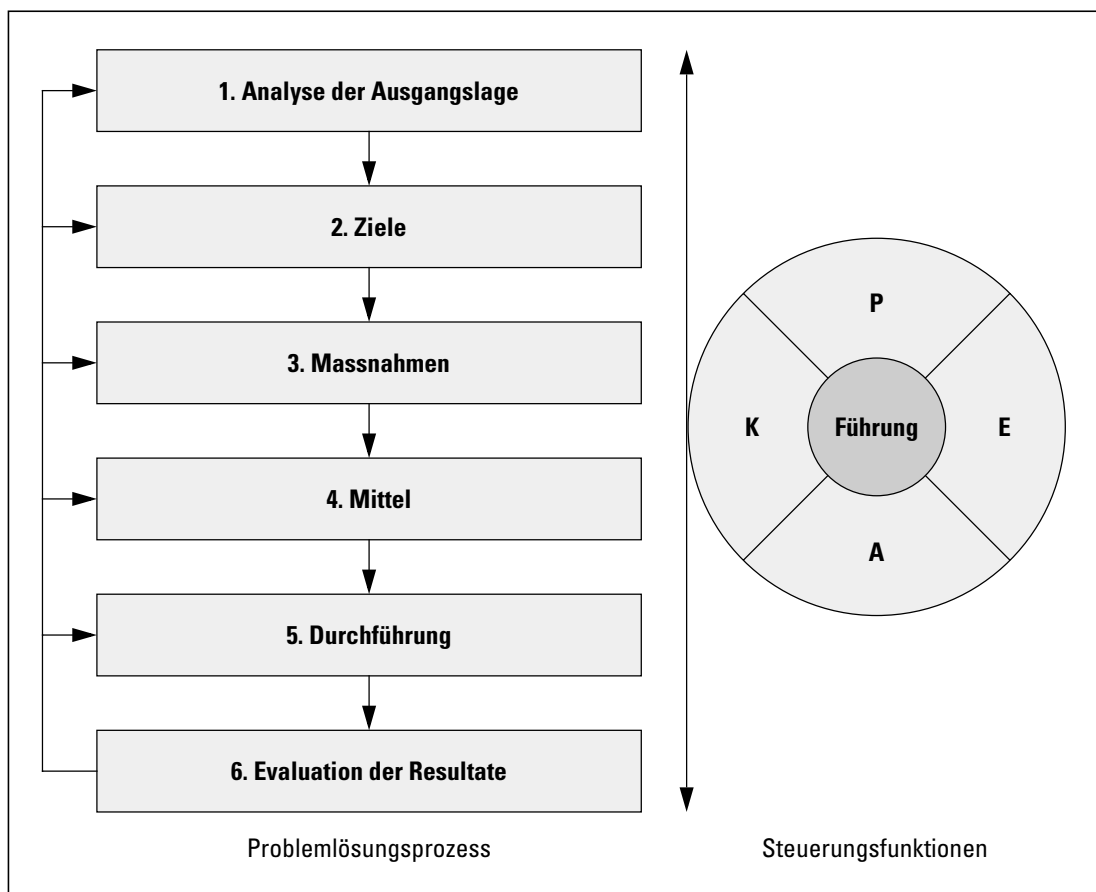 1. Analyse der Ausgangslage
2. Ziele
3. Massnahmen
4. Mittel
5. Durchführung
6. Evaluation der Resultate
Problemlösungsprozess
P
K
Führung
E
A
Steuerungsfunktionen